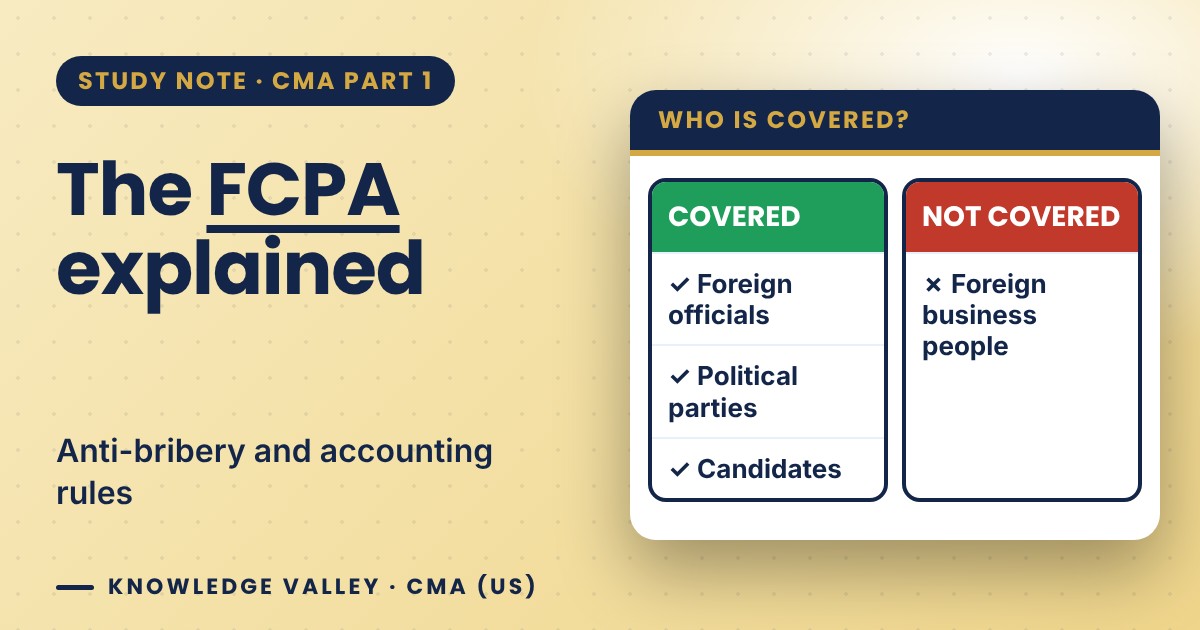 STUDY NOTE · CMA PART 1
The FCPA
explained
Anti-bribery and accounting
rules
KNOWLEDGE VALLEY · CMA (US)
WHO IS COVERED?
COVERED
✓ Foreign
officials
✓ Political
parties
✓ Candidates
NOT COVERED
× Foreign
business
people